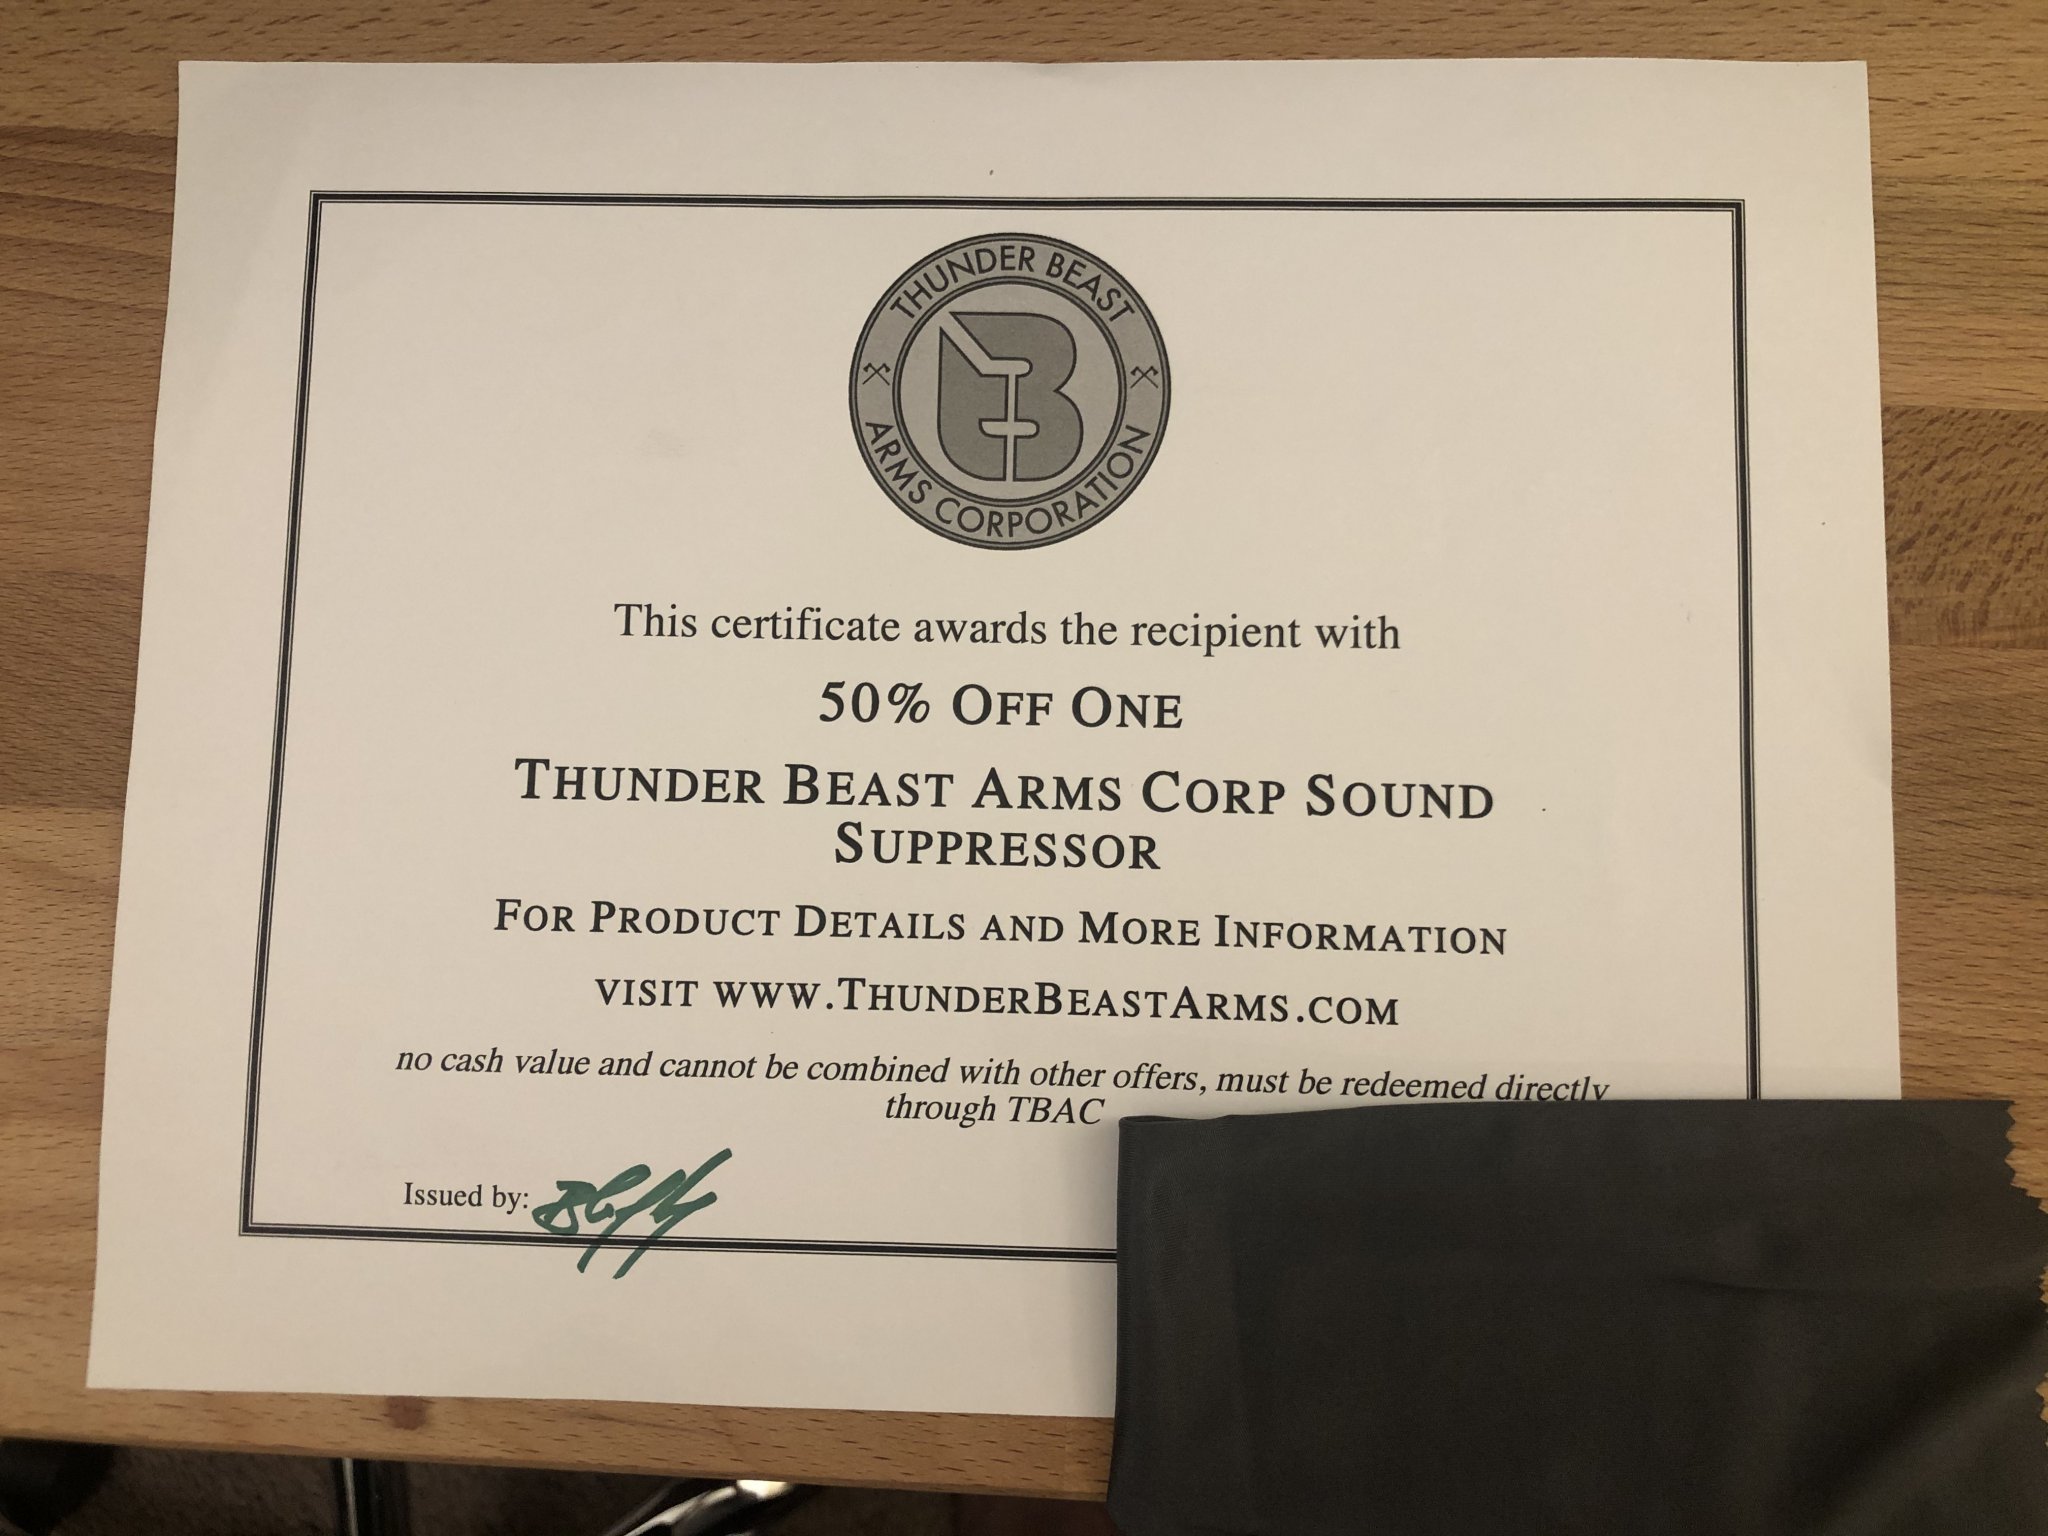 THUNDER BEAST
ARMS CORPORATION
This certificate awards the recipient with
50% OFF ONE
THUNDER BEAST ARMS CORP SOUND
SUPPRESSOR
FOR PRODUCT DETAILS AND MORE INFORMATION
VISIT WWW.THUNDERBEASTARMS.COM
no cash value and cannot be combined with other offers, must be redeemed directly
through TBAC
Issued by: